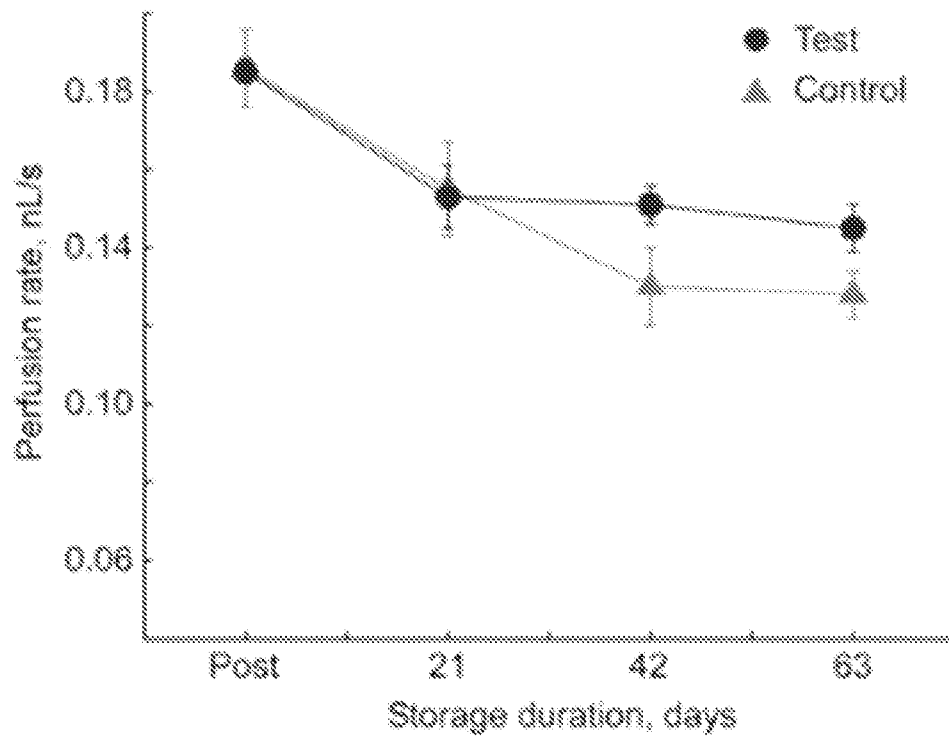 Test
Control
0.18
0.14
0.10
0.06
Perfusion rate, nL/s
Post 21 42 63
Storage duration, days